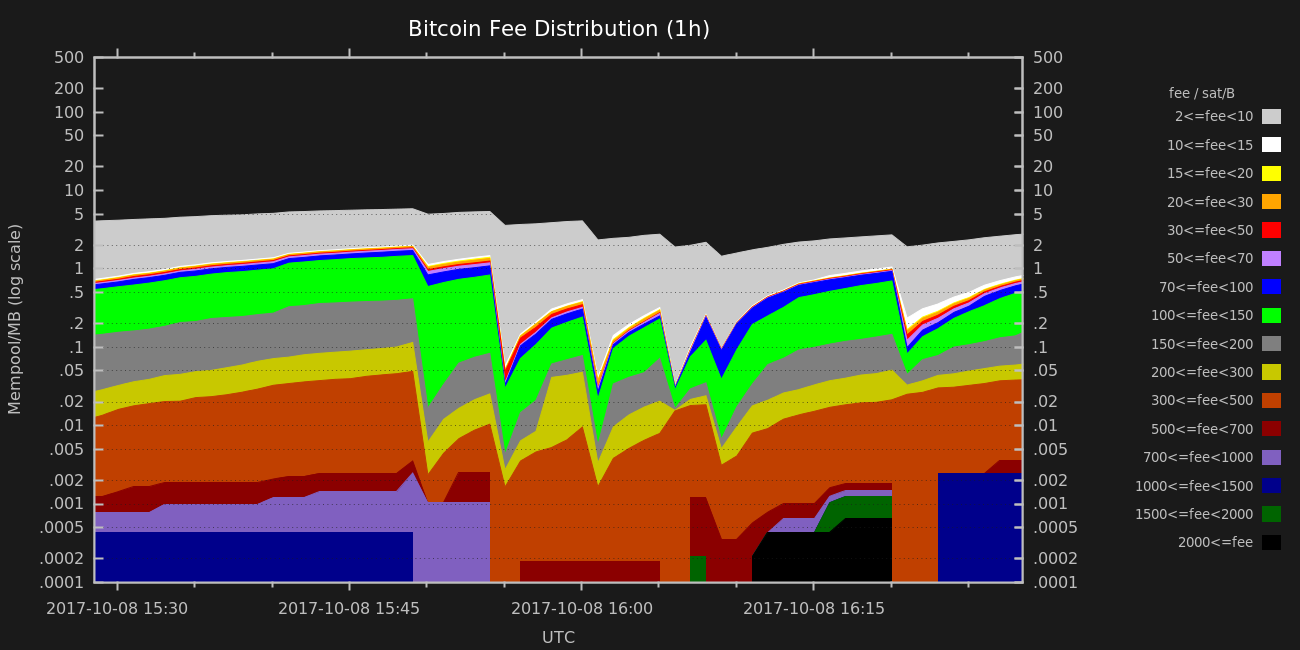 Bitcoin Fee Distribution (1h)
Mempool/MB (log scale)
500
200
100
50
20
10
5
2
1
.5
.2
.1
.05
.02
.01
.005
.002
.001
.0005
.0002
.0001
500
200
100
50
20
10
5
2
1
.5
.2
.1
.05
.02
.01
.005
.002
.001
.0005
.0002
.0001
2017-10-08 15:30
2017-10-08 15:45
2017-10-08 16:00
2017-10-08 16:15
UTC
fee / sat/B
2<=fee<10
10<=fee<15
15<=fee<20
20<=fee<30
30<=fee<50
50<=fee<70
70<=fee<100
100<=fee<150
150<=fee<200
200<=fee<300
300<=fee<500
500<=fee<700
700<=fee<1000
1000<=fee<1500
1500<=fee<2000
2000<=fee